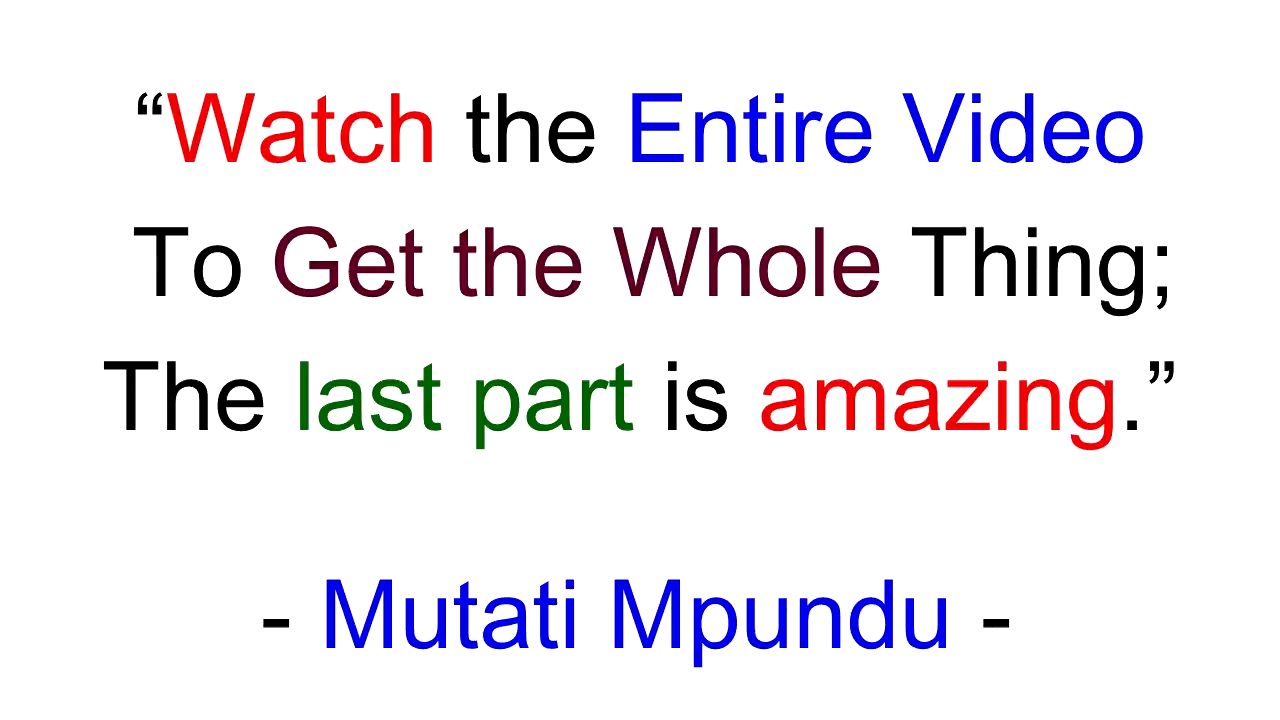 “Watch the Entire Video
To Get the Whole Thing;
The last part is amazing.”
- Mutati Mpundu -